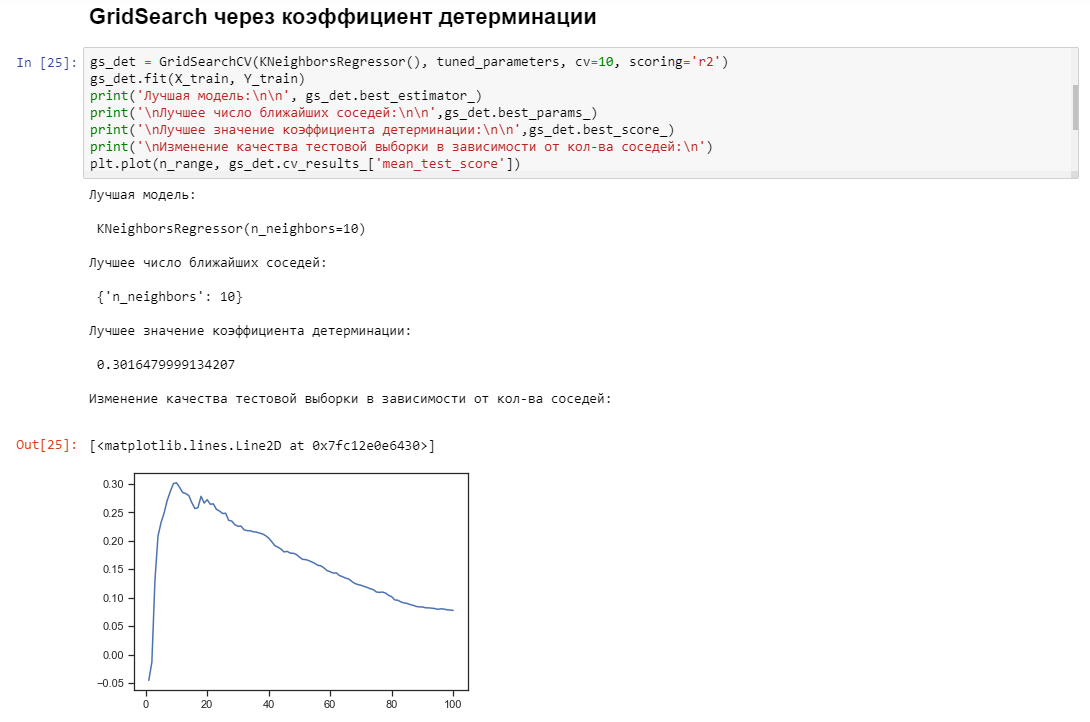 GridSearch через коэффициент детерминации
In [25]: gs_det = GridSearchCV(KNeighborsRegressor(), tuned_parameters, cv=10, scoring='r2')
gs_det.fit(X_train, Y_train)
print('Лучшая модель:\n\n', gs_det.best_estimator_)
print('\nЛучшее число ближайших соседей:\n\n',gs_det.best_params_)
print('\nЛучшее значение коэффициента детерминации:\n\n',gs_det.best_score_)
print('\nИзменение качества тестовой выборки в зависимости от кол-ва соседей:\n')
plt.plot(n_range, gs_det.cv_results_['mean_test_score'])
Лучшая модель:
KNeighborsRegressor(n_neighbors=10)
Лучшее число ближайших соседей:
{'n_neighbors': 10}
Лучшее значение коэффициента детерминации:
0.3016479999134207
Изменение качества тестовой выборки в зависимости от кол-ва соседей:
Out[25]: [<matplotlib.lines.Line2D at 0x7fc12e0e6430>]
0.30
0.25
0.20
0.15
0.10
0.05
0.00
−0.05
0 20 40 60 80 100